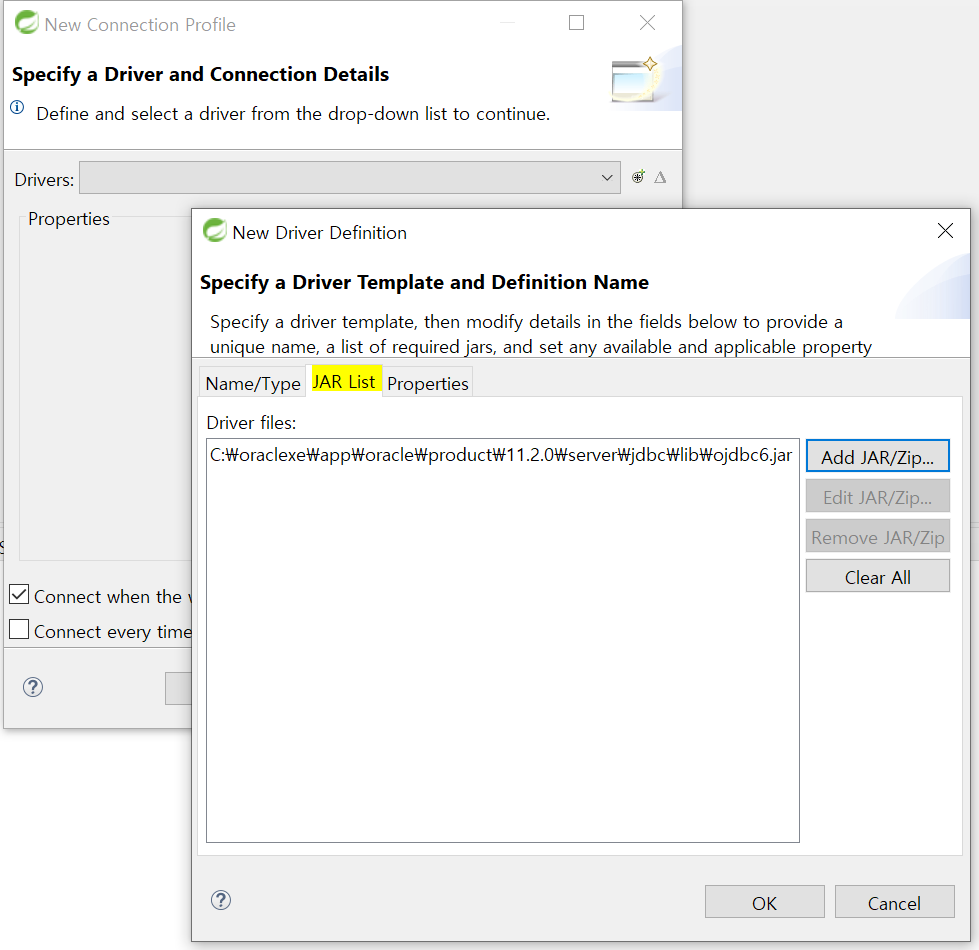 New Connection Profile
Specify a Driver and Connection Details
Define and select a driver from the drop-down list to continue.
Drivers:
Properties
New Driver Definition
Specify a Driver Template and Definition Name
Specify a driver template, then modify details in the fields below to provide a
unique name, a list of required jars, and set any available and applicable property
Name/Type JAR List Properties
Driver files:
C:₩oraclexe₩app₩oracle₩product₩11.2.0₩server₩jdbc₩lib₩ojdbc6.jar
Add JAR/Zip...
Edit JAR/Zip...
Remove JAR/Zip
Clear All
Connect when the
Connect every time
OK Cancel